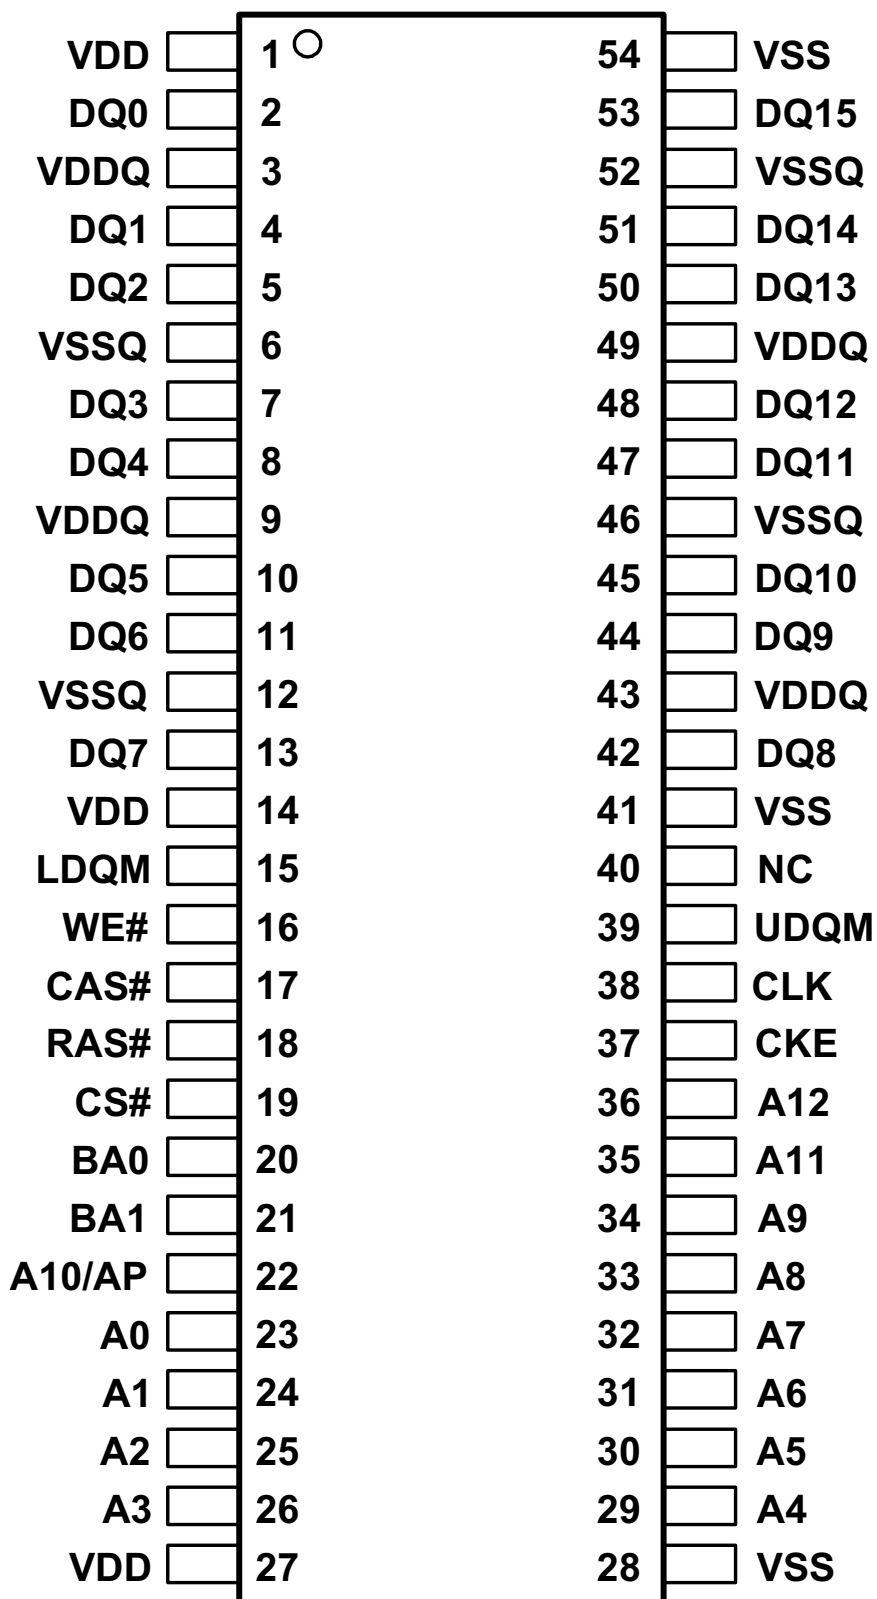 VDD 1 54 VSS
DQ0 2 53 DQ15
VDDQ 3 52 VSSQ
DQ1 4 51 DQ14
DQ2 5 50 DQ13
VSSQ 6 49 VDDQ
DQ3 7 48 DQ12
DQ4 8 47 DQ11
VDDQ 9 46 VSSQ
DQ5 10 45 DQ10
DQ6 11 44 DQ9
VSSQ 12 43 VDDQ
DQ7 13 42 DQ8
VDD 14 41 VSS
LDQM 15 40 NC
WE# 16 39 UDQM
CAS# 17 38 CLK
RAS# 18 37 CKE
CS# 19 36 A12
BA0 20 35 A11
BA1 21 34 A9
A10/AP 22 33 A8
A0 23 32 A7
A1 24 31 A6
A2 25 30 A5
A3 26 29 A4
VDD 27 28 VSS